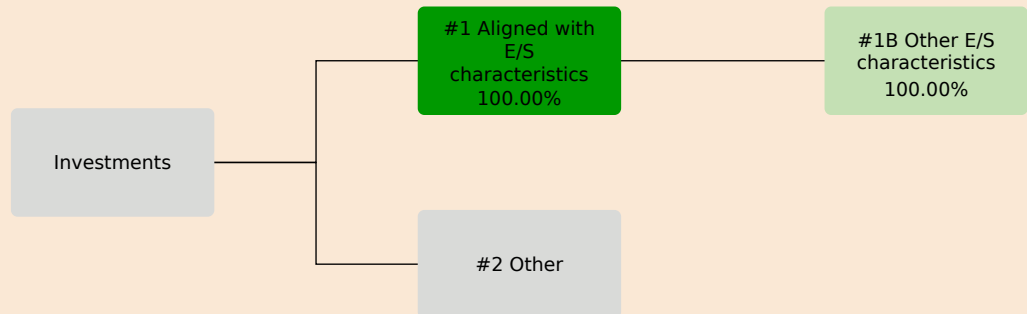 #1 Aligned with
E/S
characteristics
100.00%
#1B Other E/S
characteristics
100.00%
Investments
#2 Other